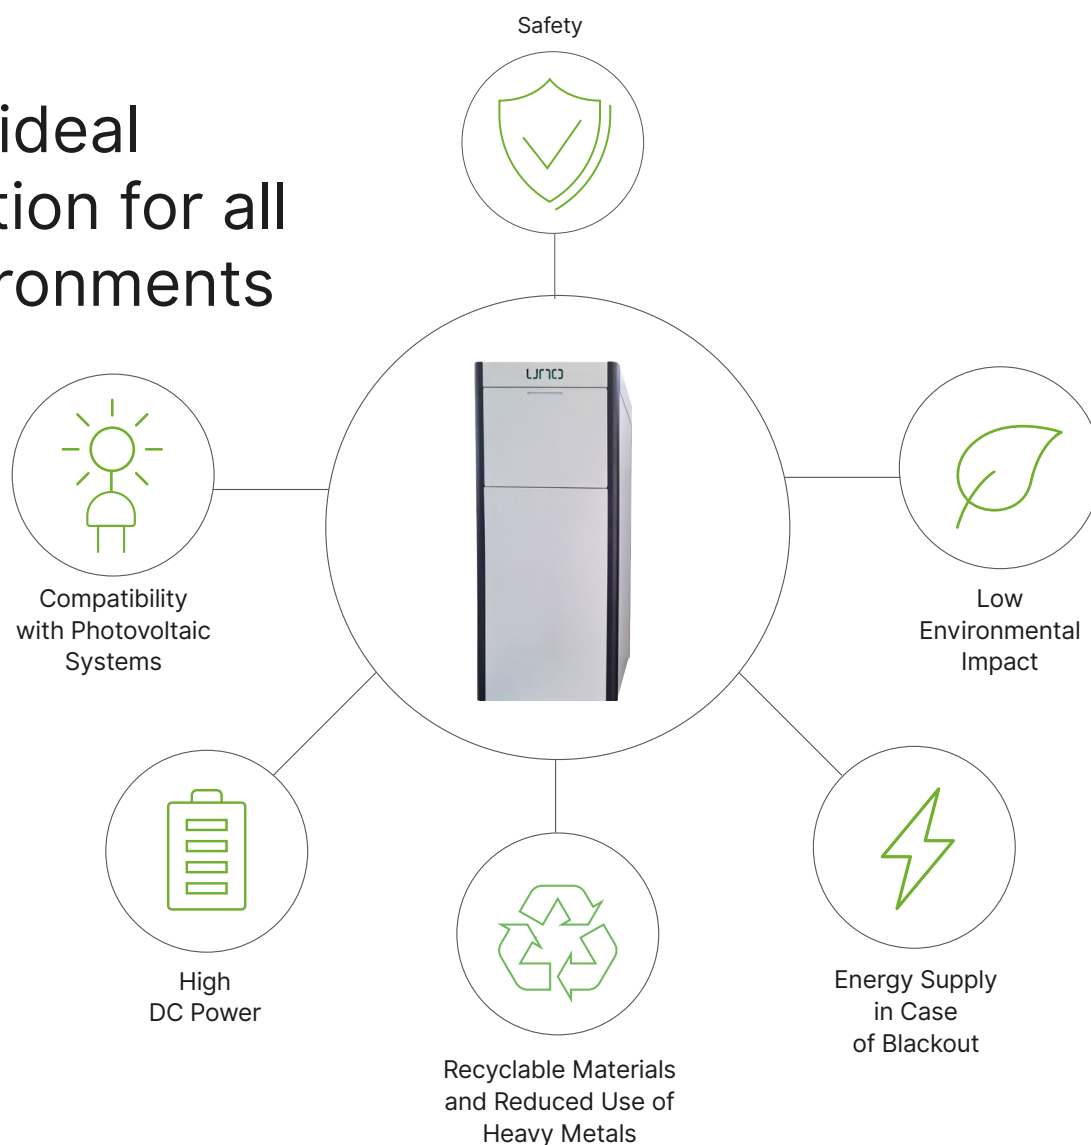 Safety
ideal
tion for all
ronments
uno
Compatibility
with Photovoltaic
Systems
Low
Environmental
Impact
High
DC Power
Energy Supply
in Case
of Blackout
Recyclable Materials
and Reduced Use of
Heavy Metals